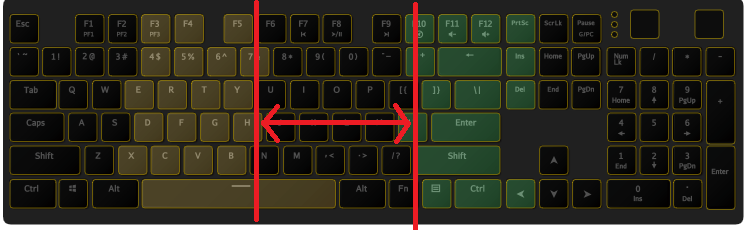 Esc F1 F2 F3 F4 F5 F6 F7 F8 F9 F10 F11 F12 PrtSc ScrLk Pause
PF1 PF2 PF3 G/PC
1! 2@ 3# 4$ 5% 6^ 8* 9( 0) Ins Home PgUp Num Lk / * -
Tab Q W E R T Y U I O P [{ ]} \| Del End PgDn 7 Home 8 9 PgUp +
Caps A S D F G H Enter 4 5 6
Shift Z X C V B N M ,< .> /? Shift 1 End 2 3 PgDn Enter
Ctrl Alt Alt Fn Ctrl 0 Ins . Del